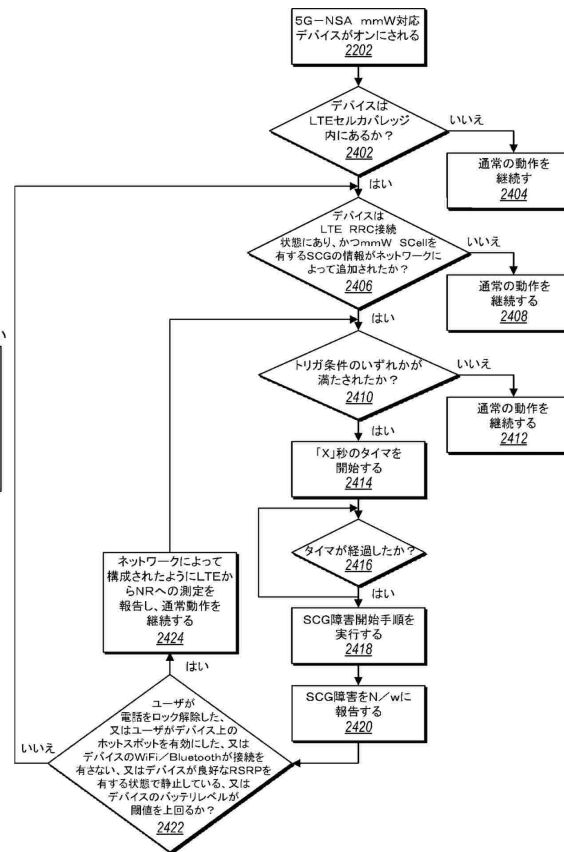 5G-NSA mmW対応
デバイスがオンにされる
2202
デバイスは
LTEセルカバレッジ
内にあるか?
2402
いいえ
通常の動作を
継続す
2404
はい
デバイスは
LTE RRC接続
状態にあり、かつmmW SCellを
有するSCGの情報がネットワークに
よって追加されたか?
2406
いいえ
通常の動作を
継続する
2408
はい
トリガ条件のいずれかが
満たされたか?
2410
いいえ
通常の動作を
継続する
2412
はい
「X」秒のタイマを
開始する
2414
タイマが経過したか?
2416
はい
SCG障害開始手順を
実行する
2418
SCG障害をN/wに
報告する
2420
ネットワークによって
構成されたようにLTEから
NRへの測定を
報告し、通常動作を
継続する
2424
はい
ユーザが
電話をロック解除した、
又はユーザがデバイス上の
ホットスポットを有効にした、又は
デバイスのWiFi/Bluetoothが接続を
有さない、又はデバイスが良好なRSRPを
有する状態で静止している、又は
デバイスのバッテリレベルが
閾値を上回るか?
2422
いいえ
い